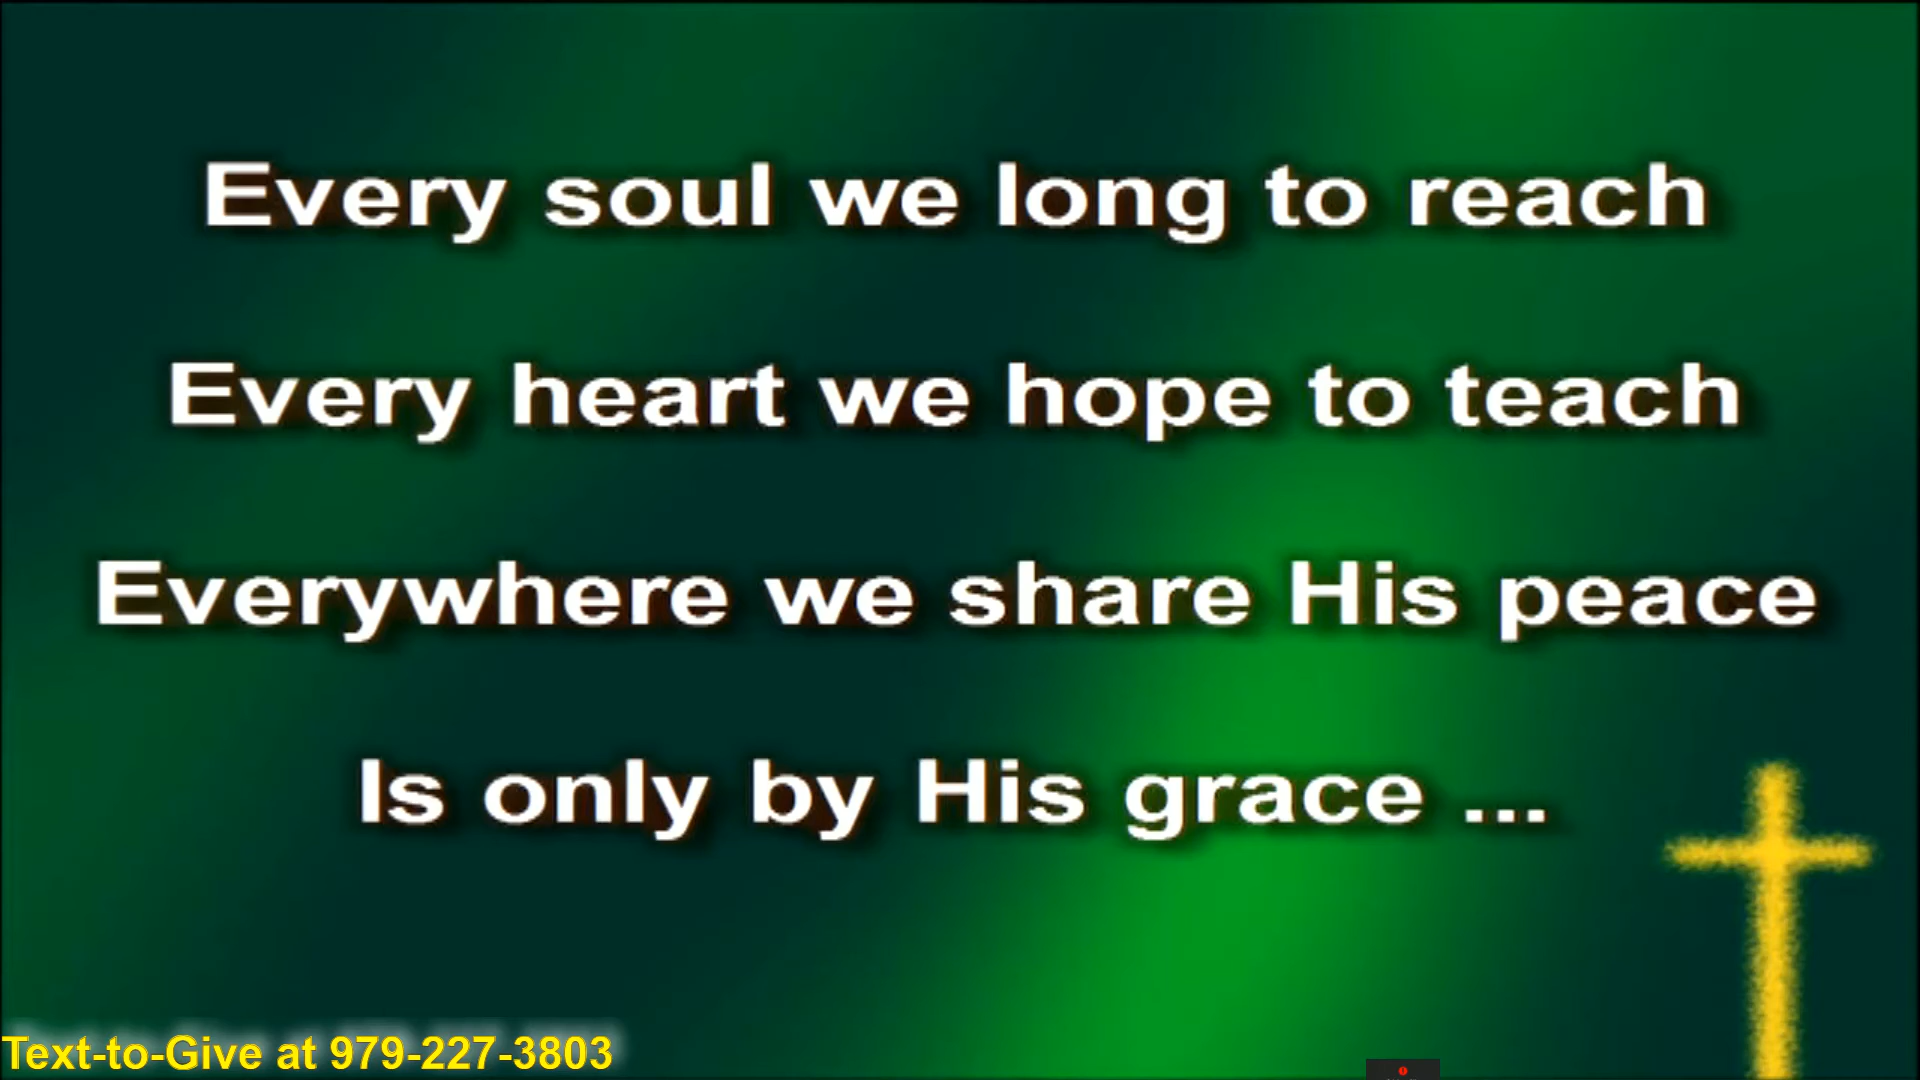 Every soul we long to reach
Every heart we hope to teach
Everywhere we share His peace
Is only by His grace ...
Text-to-Give at 979-227-3803